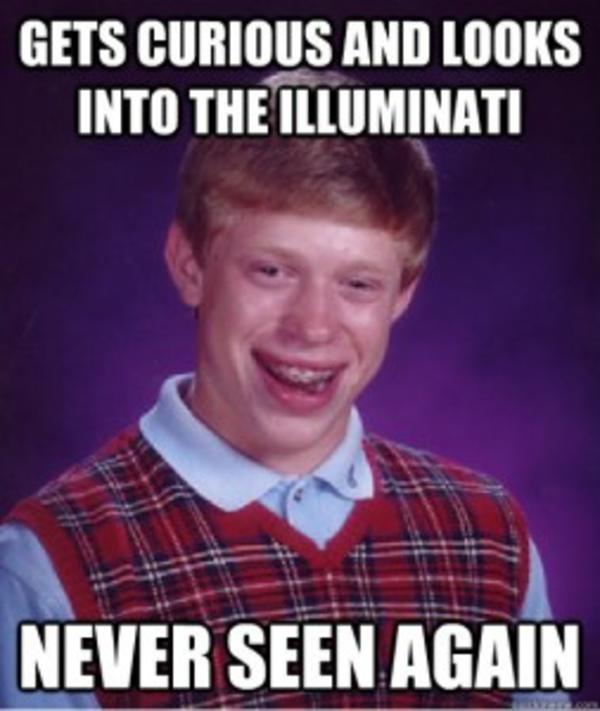 GETS CURIOUS AND LOOKS
INTO THE ILLUMINATI
NEVER SEEN AGAIN